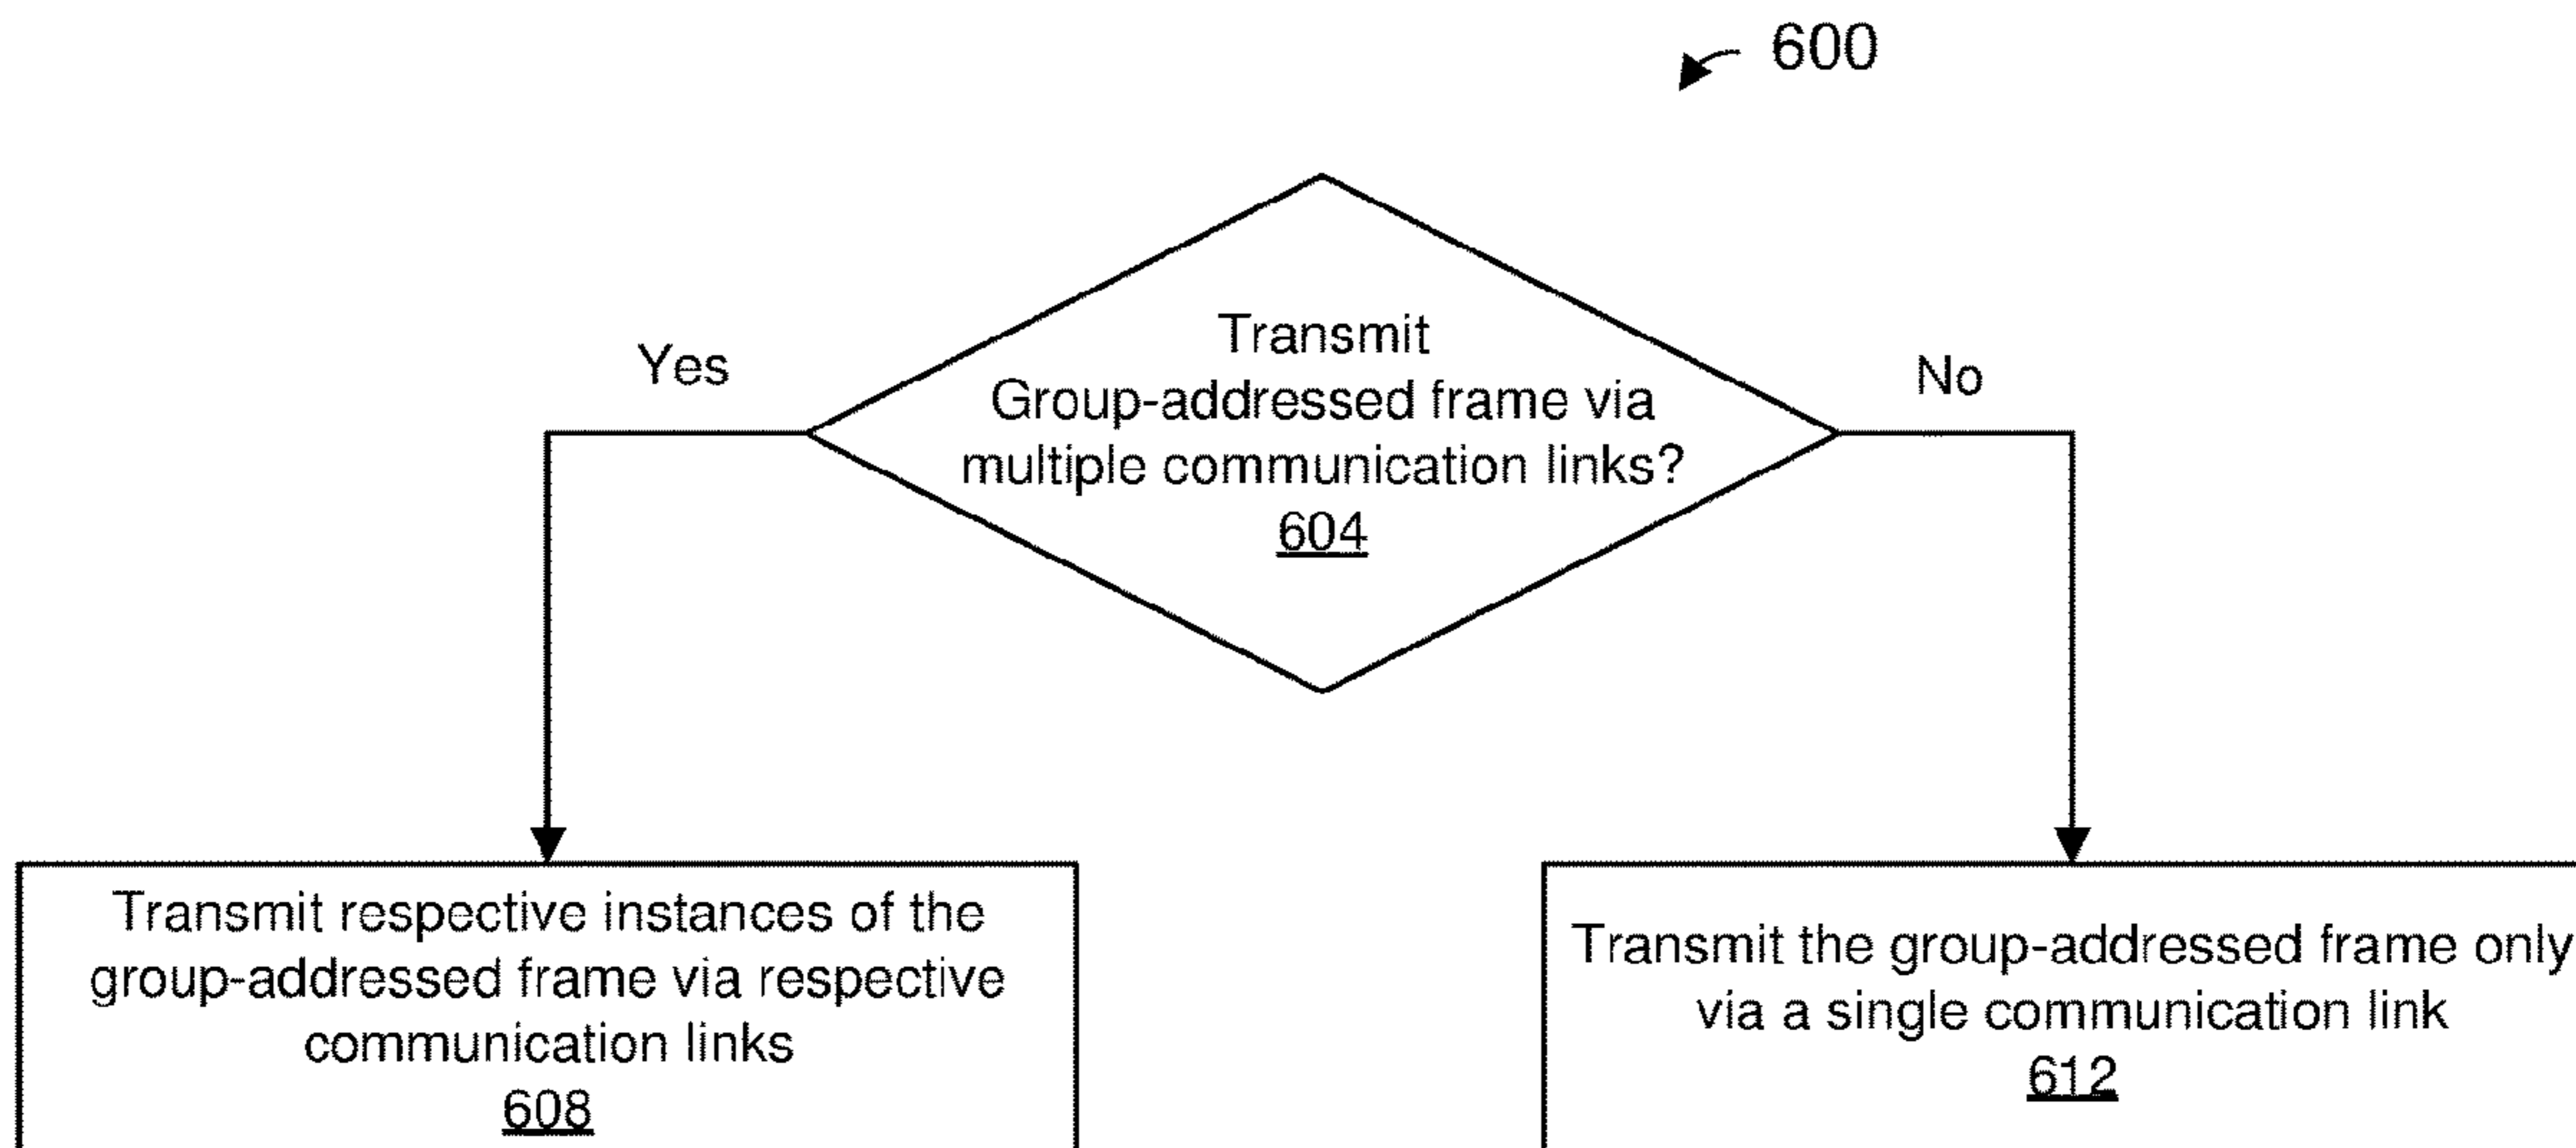 600
Transmit
Group-addressed frame via
multiple communication links?
604
Yes
No
Transmit respective instances of the
group-addressed frame via respective
communication links
608
Transmit the group-addressed frame only
via a single communication link
612